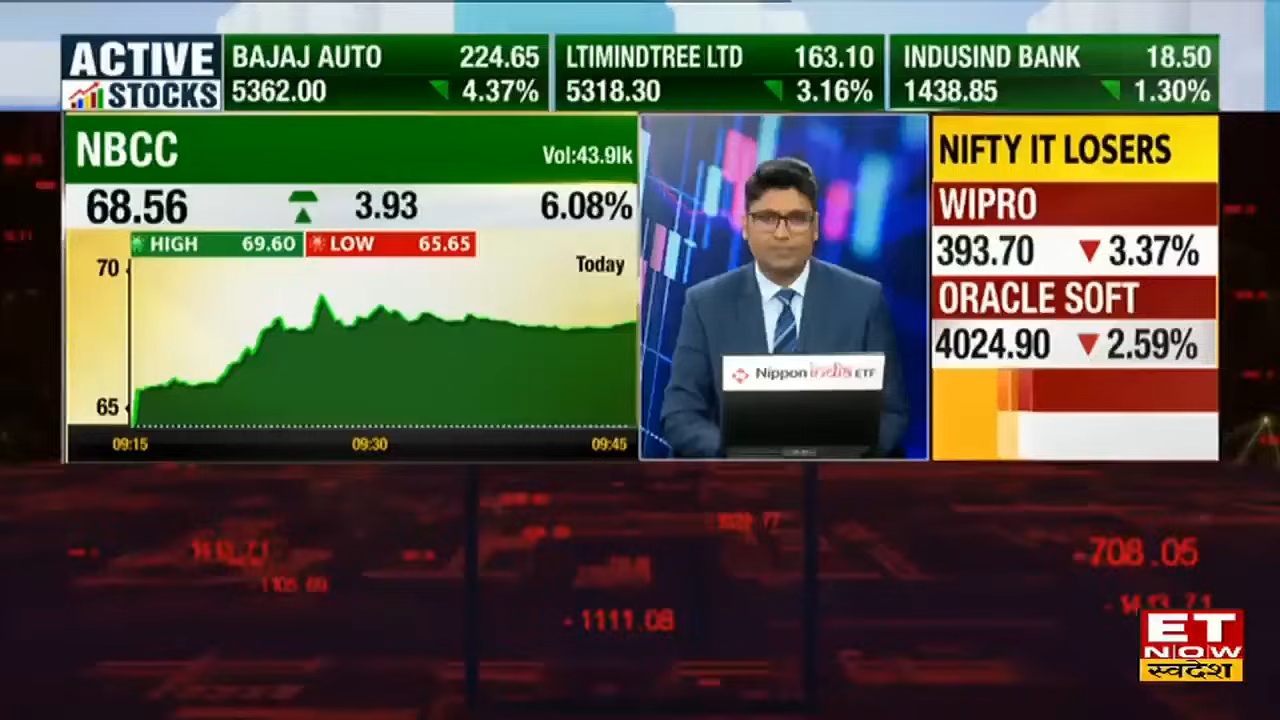 ACTIVE STOCKS
BAJAJ AUTO 224.65
5362.00 4.37%
LTIMINDTREE LTD 163.10
5318.30 3.16%
INDUSIND BANK 18.50
1438.85 1.30%
NBCC
Vol:43.9lk
68.56 3.93 6.08%
HIGH 69.60 LOW 65.65
Today
70
65
09:15 09:30 09:45
Nippon india ETF
NIFTY IT LOSERS
WIPRO
393.70 3.37%
ORACLE SOFT
4024.90 2.59%
-708.05
-1111.08
ET
NOW
स्वदेश